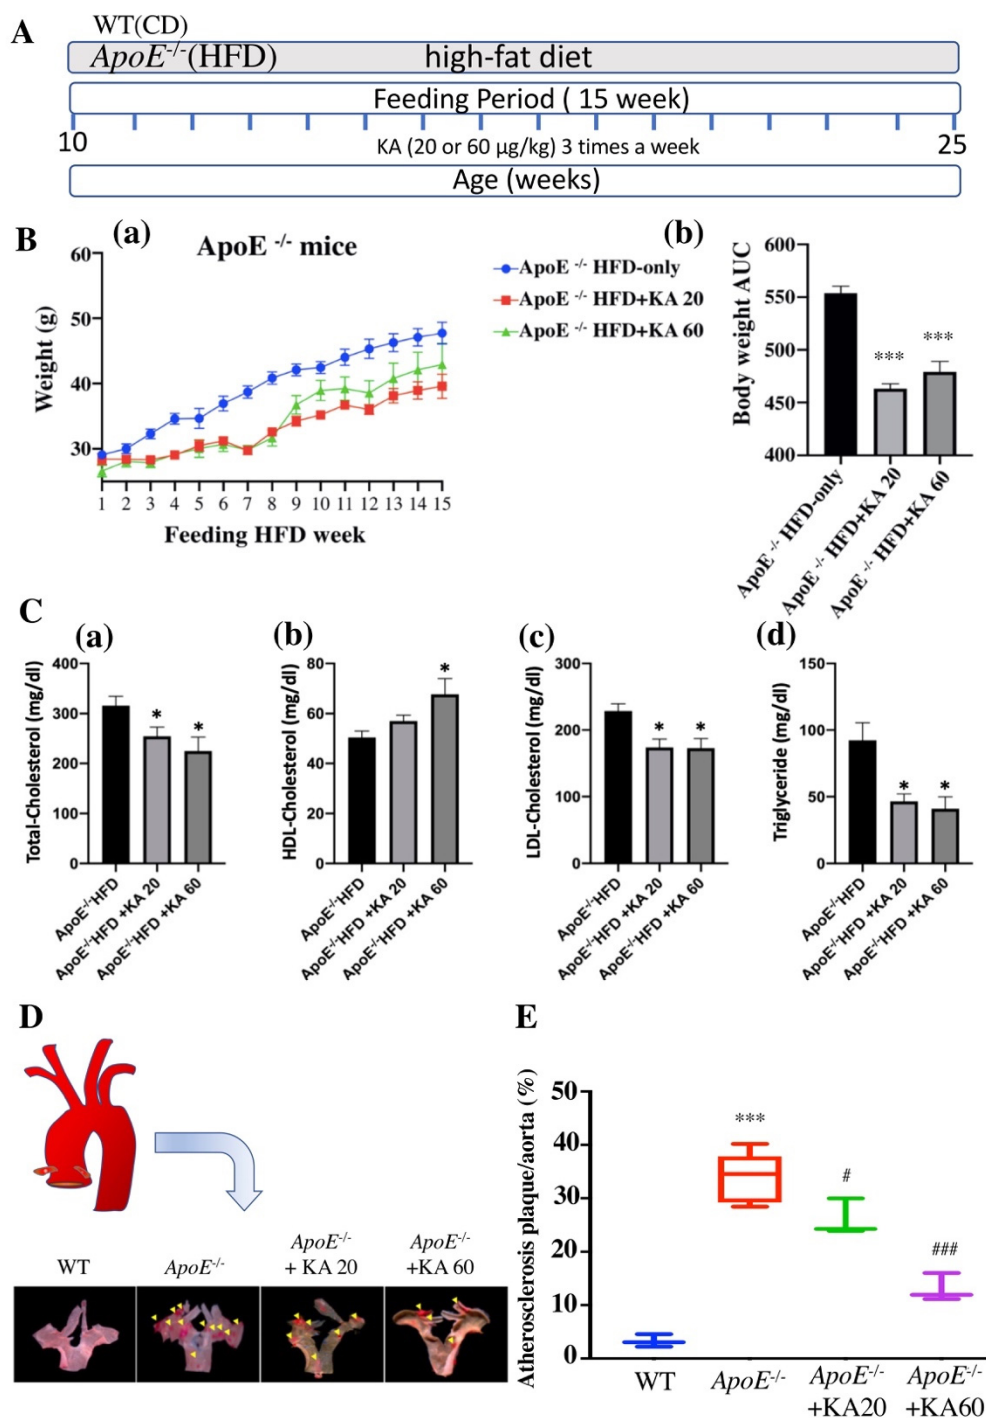 A
WT(CD)
ApoE-/-(HFD) high-fat diet
Feeding Period ( 15 week)
10 25
KA (20 or 60 µg/kg) 3 times a week
Age (weeks)
B
(a)
ApoE -/- mice
Weight (g)
60
50
40
30
1 2 3 4 5 6 7 8 9 10 11 12 13 14 15
Feeding HFD week
ApoE -/- HFD-only
ApoE -/- HFD+KA 20
ApoE -/- HFD+KA 60
(b)
Body weight AUC
600
550
500
450
400
***
***
ApoE -/- HFD-only
ApoE -/- HFD+KA 20
ApoE -/- HFD+KA 60
C
(a)
Total-Cholesterol (mg/dl)
400
300
200
100
0
*
*
ApoE-/-HFD
ApoE-/-HFD +KA 20
ApoE-/-HFD +KA 60
(b)
HDL-Cholesterol (mg/dl)
80
60
40
20
0
*
ApoE-/-HFD
ApoE-/-HFD +KA 20
ApoE-/-HFD +KA 60
(c)
LDL-Cholesterol (mg/dl)
300
200
100
0
*
*
ApoE-/-HFD
ApoE-/-HFD +KA 20
ApoE-/-HFD +KA 60
(d)
Triglyceride (mg/dl)
150
100
50
0
*
*
ApoE-/-HFD
ApoE-/-HFD +KA 20
ApoE-/-HFD +KA 60
D
WT
ApoE-/-
ApoE-/-
+ KA 20
ApoE-/-
+KA 60
E
Atherosclerosis plaque/aorta (%)
50
40
30
20
10
0
***
#
###
WT
ApoE-/-
ApoE-/-
+KA20
ApoE-/-
+KA60